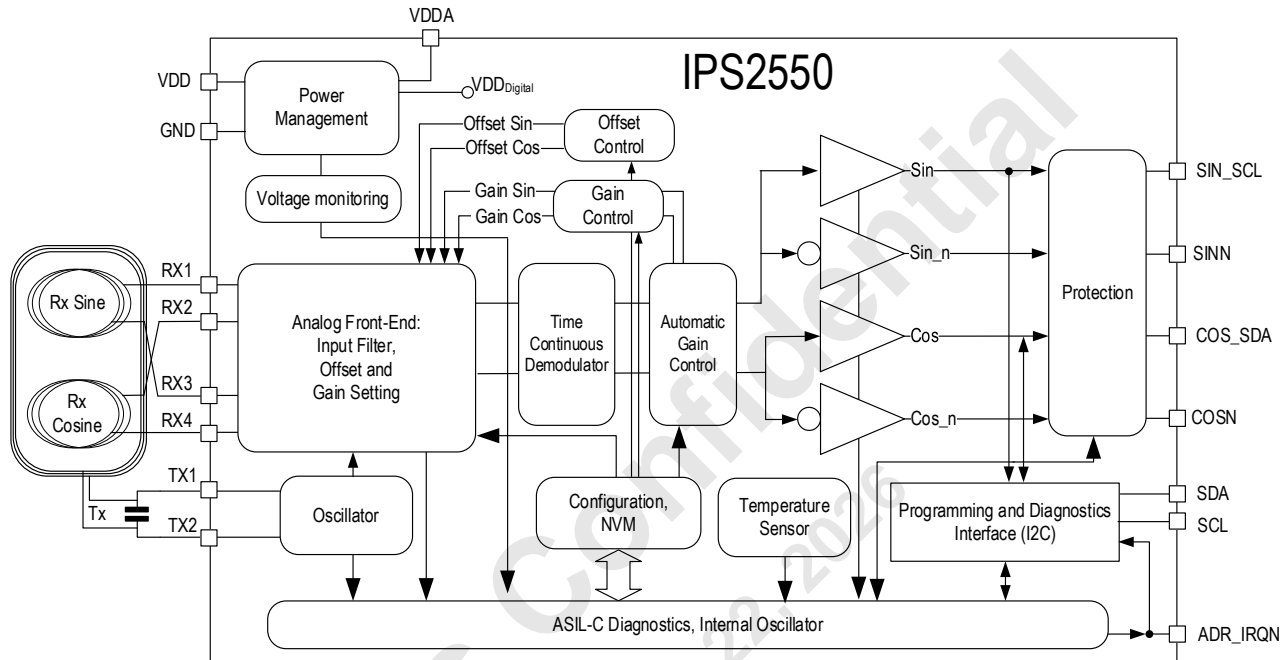 VDDA
IPS2550
VDD
GND
Power
Management
VDDDigital
Voltage monitoring
Offset Sin
Offset Cos
Offset
Control
Gain Sin
Gain Cos
Gain
Control
Rx Sine
Rx
Cosine
RX1
RX2
RX3
RX4
TX1
TX2
Tx
Analog Front-End:
Input Filter,
Offset and
Gain Setting
Time
Continuous
Demodulator
Automatic
Gain
Control
Sin
Sin_n
Cos
Cos_n
Protection
SIN_SCL
SINN
COS_SDA
COSN
Oscillator
Configuration,
NVM
Temperature
Sensor
Programming and Diagnostics
Interface (I2C)
SDA
SCL
ASIL-C Diagnostics, Internal Oscillator
ADR_IRQN
Confidential
22, 2026